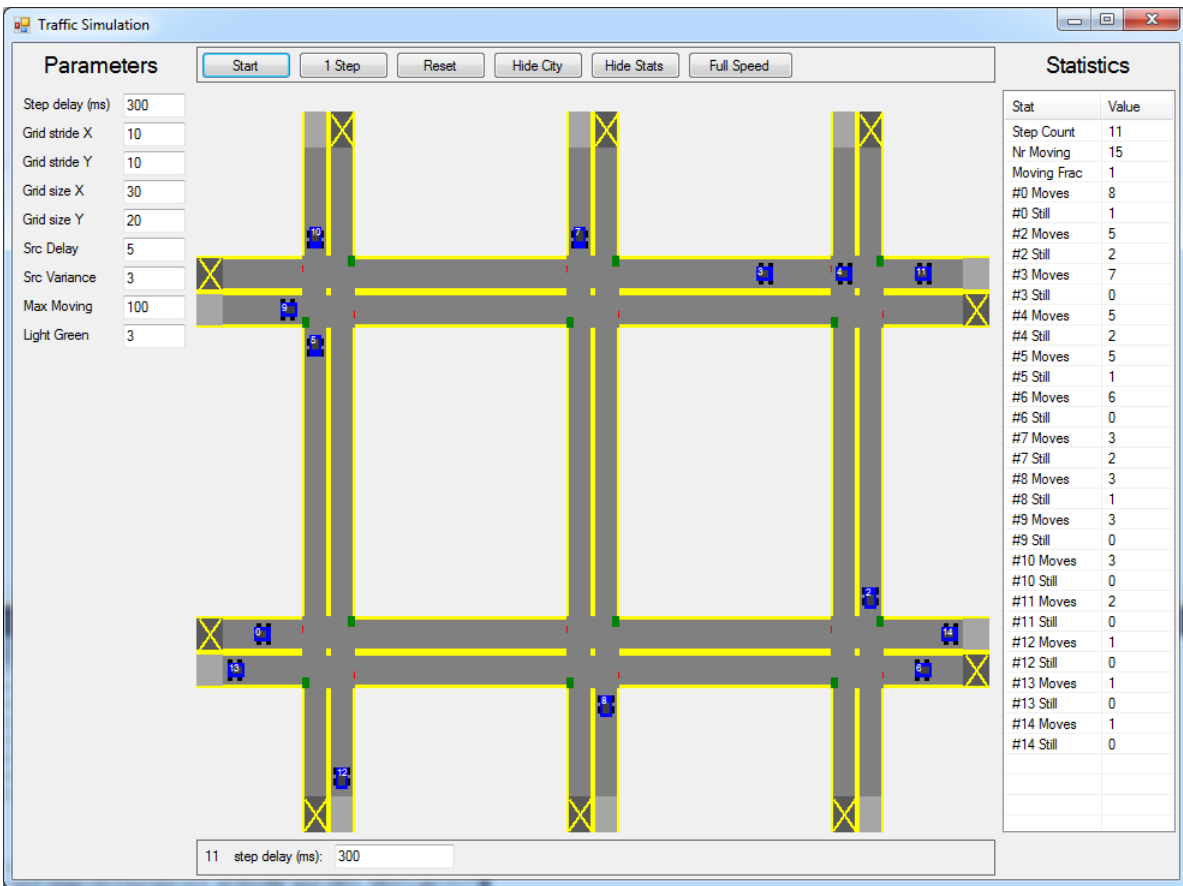 Traffic Simulation
Parameters
Step delay (ms) 300
Grid stride X 10
Grid stride Y 10
Grid size X 30
Grid size Y 20
Src Delay 5
Src Variance 3
Max Moving 100
Light Green 3
Start 1 Step Reset Hide City Hide Stats Full Speed
10 7
3 4 11
9
5
2
0 14
13 6
8
12
11 step delay (ms): 300
Statistics
Stat Value
Step Count 11
Nr Moving 15
Moving Frac 1
#0 Moves 8
#0 Still 1
#2 Moves 5
#2 Still 2
#3 Moves 7
#3 Still 0
#4 Moves 5
#4 Still 2
#5 Moves 5
#5 Still 1
#6 Moves 6
#6 Still 0
#7 Moves 3
#7 Still 2
#8 Moves 3
#8 Still 1
#9 Moves 3
#9 Still 0
#10 Moves 3
#10 Still 0
#11 Moves 2
#11 Still 0
#12 Moves 1
#12 Still 0
#13 Moves 1
#13 Still 0
#14 Moves 1
#14 Still 0